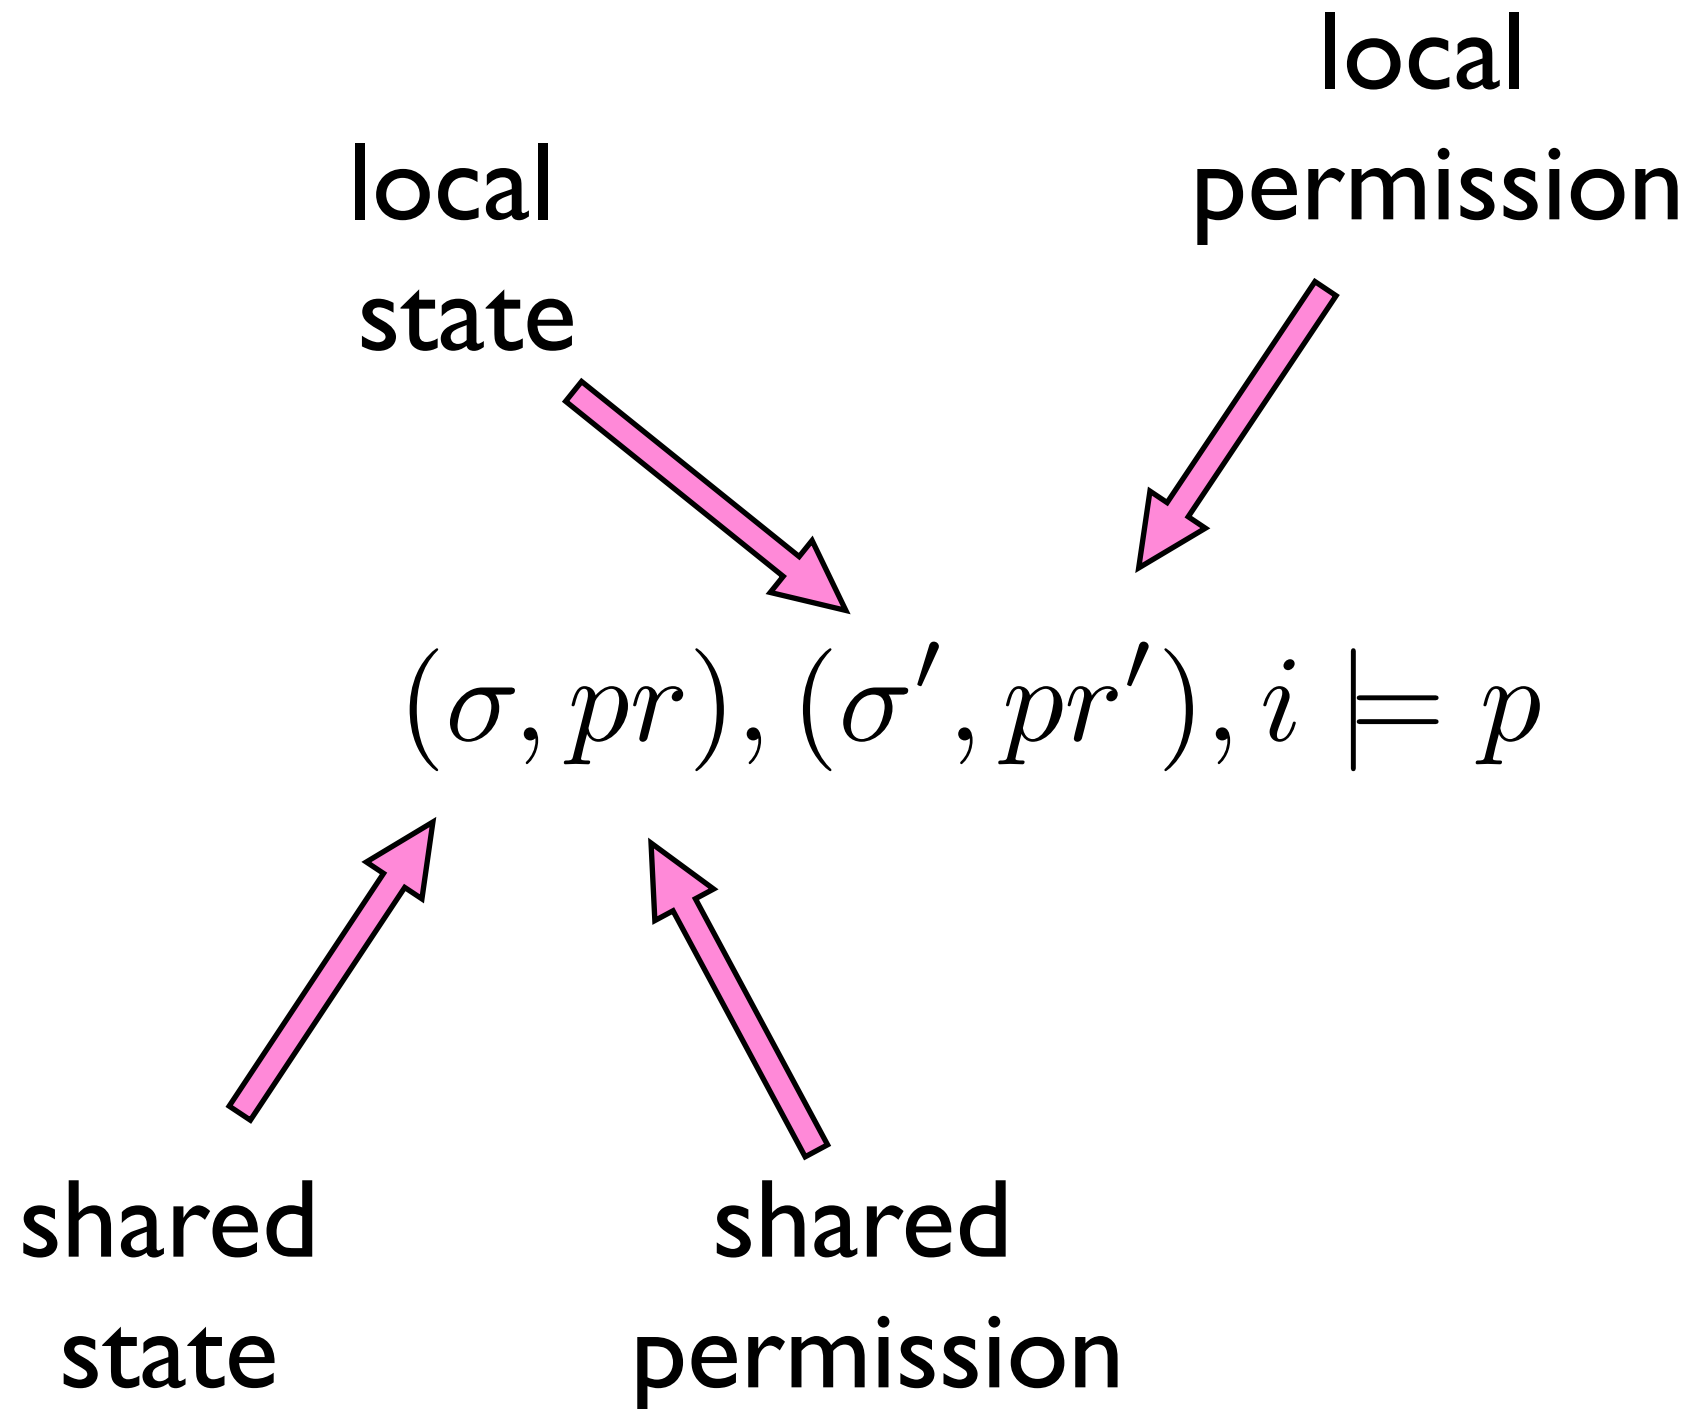 local
permission
local
state
(σ, pr), (σ′, pr′), i ⊨ p
shared
state
shared
permission